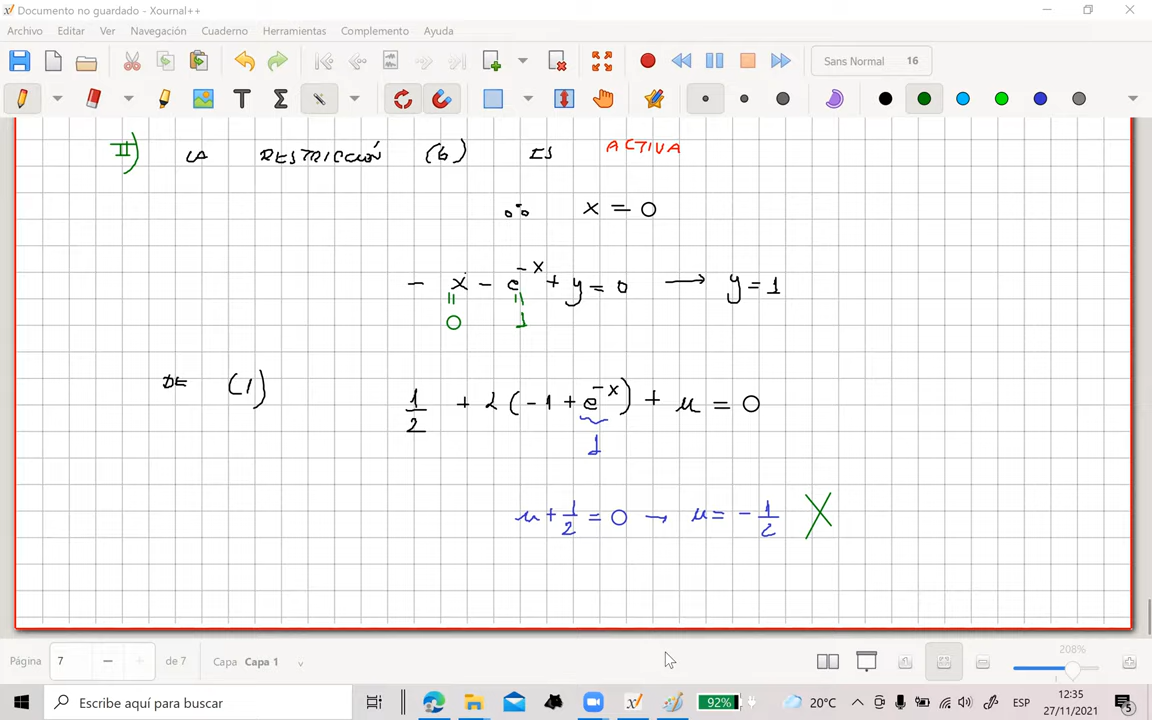 Documento no guardado - Xournal++
Archivo Editar Ver Navegación Cuaderno Herramientas Complemento Ayuda
Sans Normal 16
II) LA RESTRICCIÓN (6) ES ACTIVA
∴ x = 0
- x - e^{-x} + y = 0 → y = 1
0 1
DE (1) 1/2 + 2(-1 + e^{-x}) + μ = 0
1
μ + 1/2 = 0 → μ = - 1/2 X
Página 7 de 7 Capa Capa 1 208%
Escribe aquí para buscar 92% 20°C ESP 12:35
27/11/2021 5